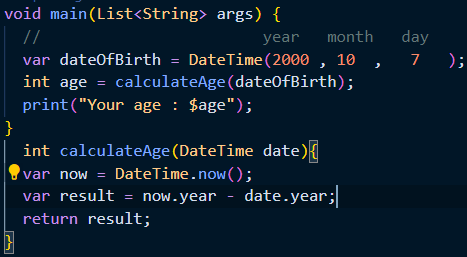 void main(List<String> args) {
  //                                  year    month    day
  var dateOfBirth = DateTime(2000 , 10  ,    7    );
  int age = calculateAge(dateOfBirth);
  print("Your age : $age");
}
  int calculateAge(DateTime date){
  var now = DateTime.now();
  var result = now.year - date.year;
  return result;
}